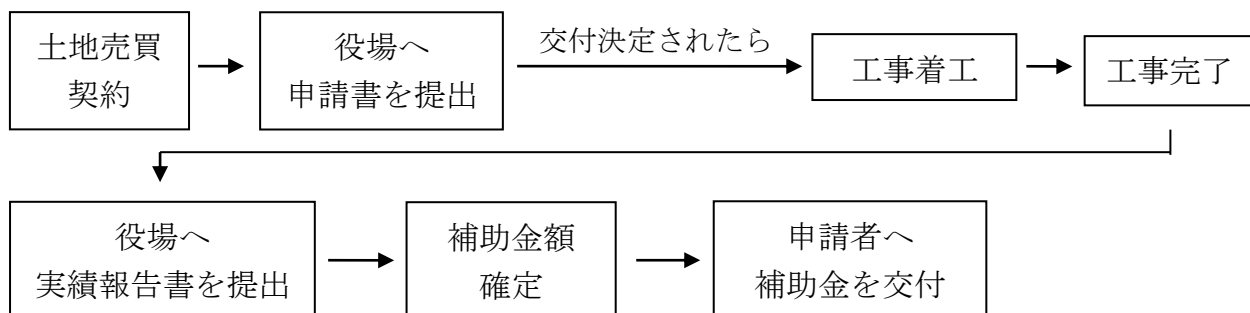 土地売買
契約
役場へ
申請書を提出
交付決定されたら
工事着工
工事完了
役場へ
実績報告書を提出
補助金額
確定
申請者へ
補助金を交付